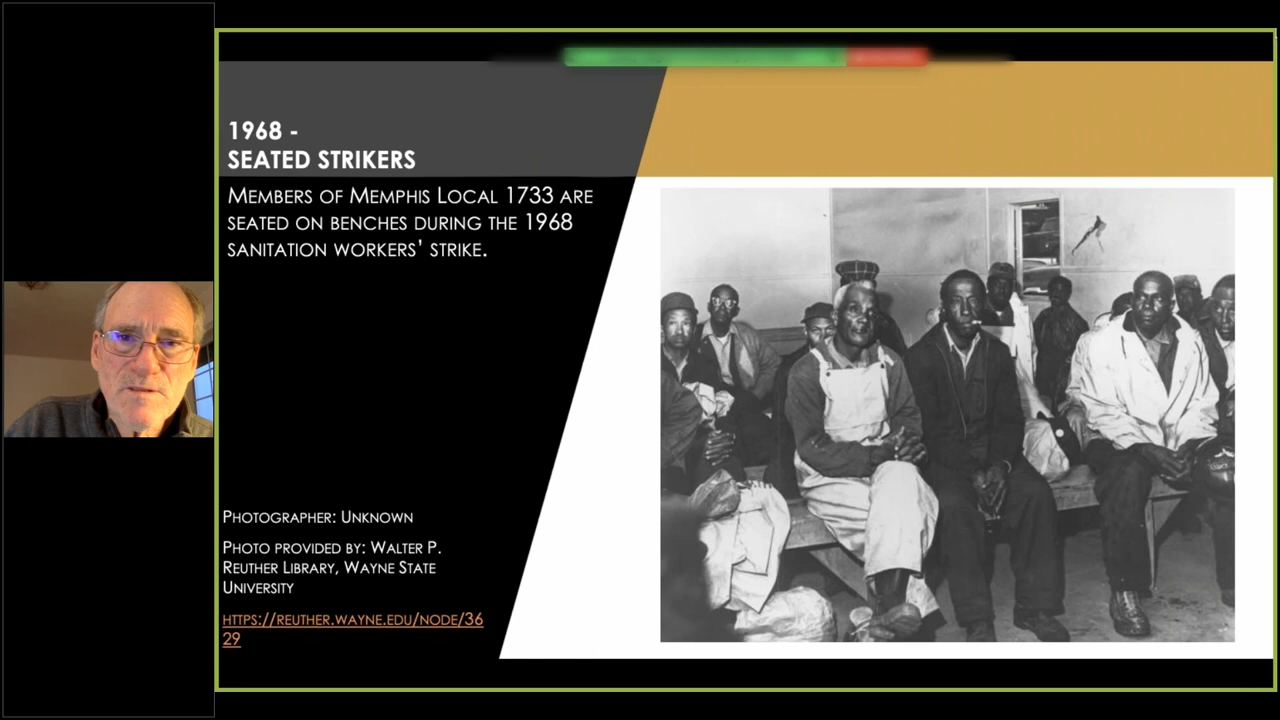 1968 -
SEATED STRIKERS
MEMBERS OF MEMPHIS LOCAL 1733 ARE
SEATED ON BENCHES DURING THE 1968
SANITATION WORKERS' STRIKE.
PHOTOGRAPHER: UNKNOWN
PHOTO PROVIDED BY: WALTER P.
REUTHER LIBRARY, WAYNE STATE
UNIVERSITY
HTTPS://REUTHER.WAYNE.EDU/NODE/36
29